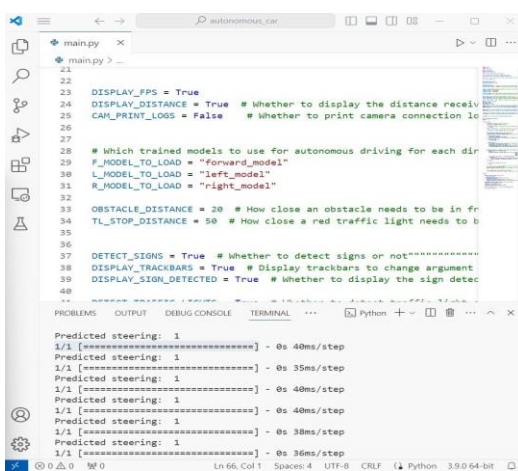 autonomous_car
main.py
main.py > ...
21
22
23 DISPLAY_FPS = True
24 DISPLAY_DISTANCE = True # Whether to display the distance receiv
25 CAM_PRINT_LOGS = False # Whether to print camera connection lo
26
27
28 # Which trained models to use for autonomous driving for each dir
29 F_MODEL_TO_LOAD = "forward_model"
30 L_MODEL_TO_LOAD = "left_model"
31 R_MODEL_TO_LOAD = "right_model"
32
33 OBSTACLE_DISTANCE = 20 # How close an obstacle needs to be in fr
34 TL_STOP_DISTANCE = 50 # How close a red traffic light needs to b
35
36
37 DETECT_SIGNS = True # Whether to detect signs or not""""""""""""
38 DISPLAY_TRACKBARS = True # Display trackbars to change argument
39 DISPLAY_SIGN_DETECTED = True # Whether to display the sign detec
40
PROBLEMS OUTPUT DEBUG CONSOLE TERMINAL ... Python
Predicted steering: 1
1/1 [==============================] - 0s 40ms/step
Predicted steering: 1
1/1 [==============================] - 0s 35ms/step
Predicted steering: 1
1/1 [==============================] - 0s 40ms/step
Predicted steering: 1
1/1 [==============================] - 0s 40ms/step
Predicted steering: 1
1/1 [==============================] - 0s 38ms/step
Predicted steering: 1
1/1 [==============================] - 0s 36ms/step
0 0 0 Ln 66, Col 1 Spaces: 4 UTF-8 CRLF Python 3.9.0 64-bit